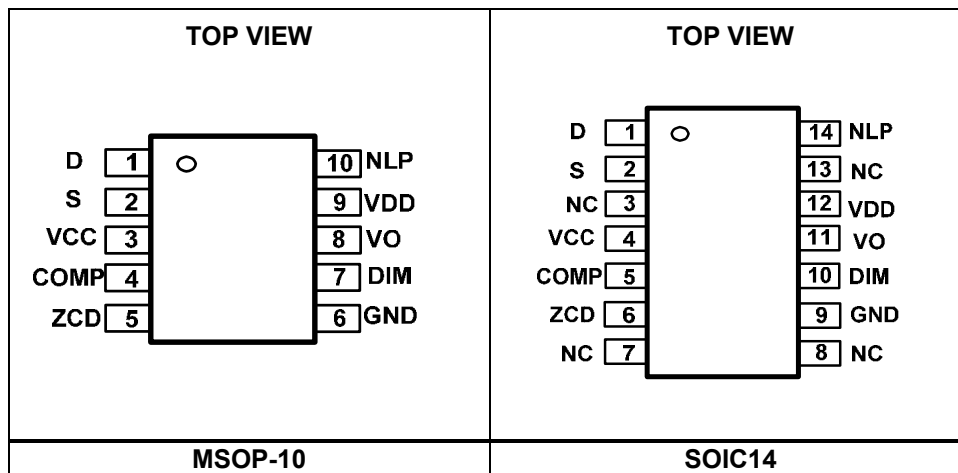 TOP VIEW
D 1
S 2
VCC 3
COMP 4
ZCD 5
10 NLP
9 VDD
8 VO
7 DIM
6 GND
MSOP-10
TOP VIEW
D 1
S 2
NC 3
VCC 4
COMP 5
ZCD 6
NC 7
14 NLP
13 NC
12 VDD
11 VO
10 DIM
9 GND
8 NC
SOIC14